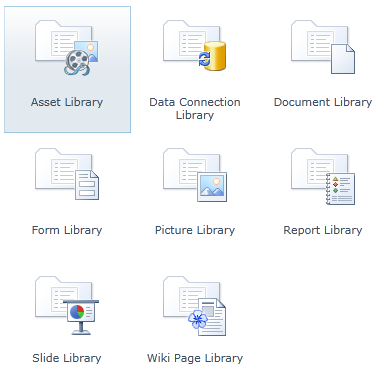 Asset Library
Data Connection
Library
Document Library
Form Library
Picture Library
Report Library
Slide Library
Wiki Page Library